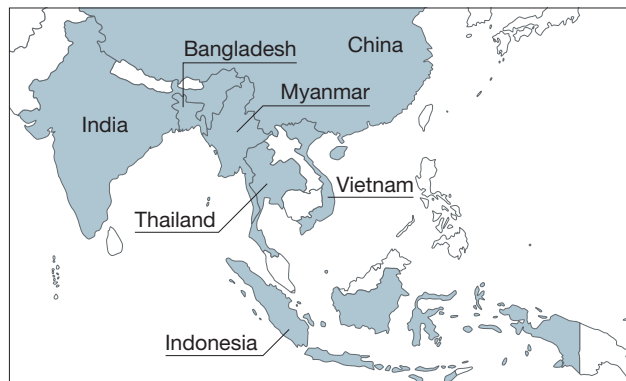 Bangladesh
China
Myanmar
India
Vietnam
Thailand
Indonesia